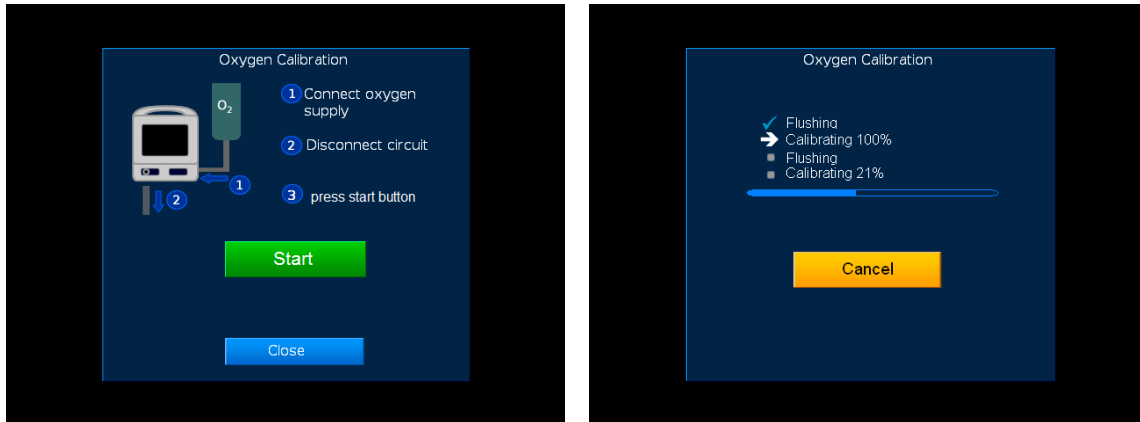 Oxygen Calibration
O2
1 Connect oxygen
supply
2 Disconnect circuit
1
2
3 press start button
Start
Close
Oxygen Calibration
Flushing
Calibrating 100%
Flushing
Calibrating 21%
Cancel